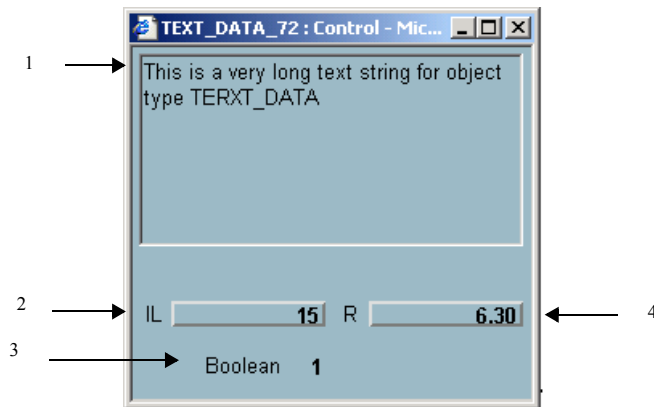 TEXT_DATA_72 : Control - Mic...
1
This is a very long text string for object
type TERXT_DATA
2 IL 15 R 6.30 4
3 Boolean 1